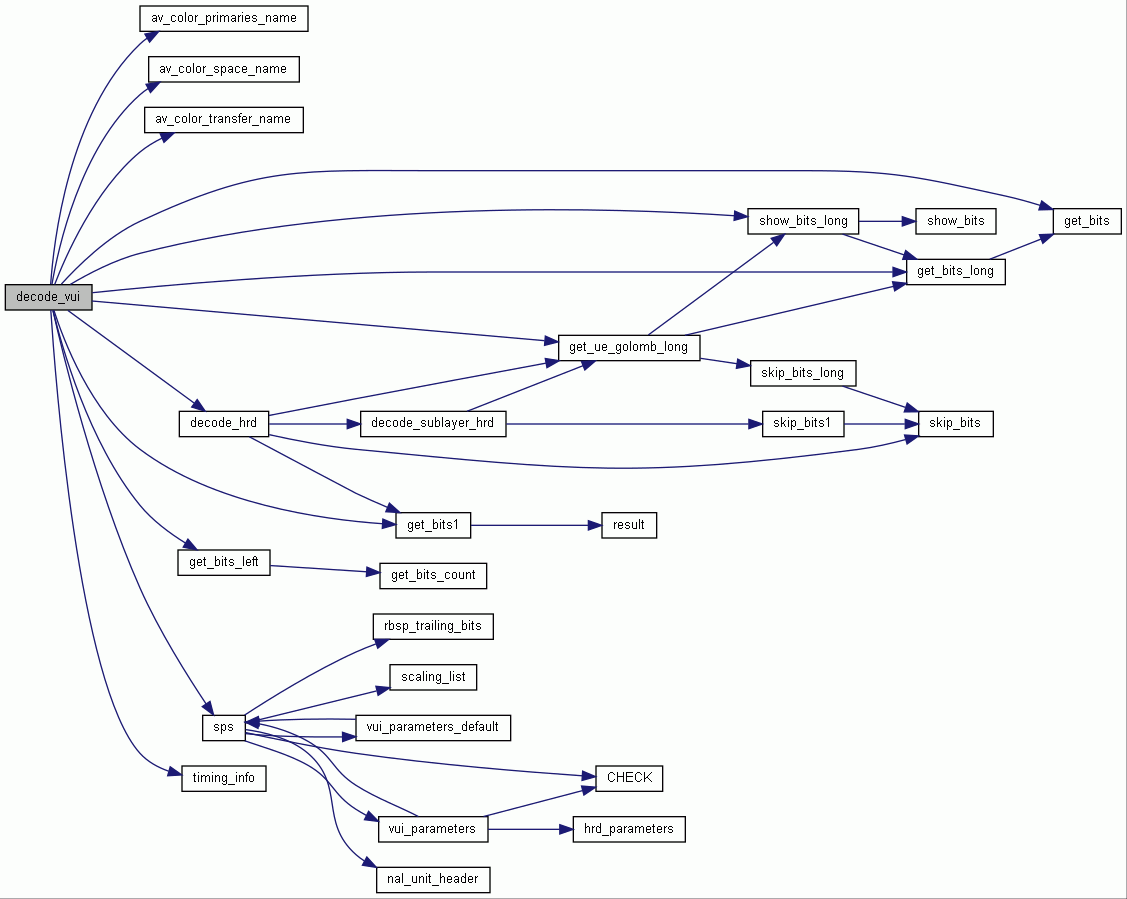 av_color_primaries_name
av_color_space_name
av_color_transfer_name
show_bits_long
show_bits
get_bits
get_bits_long
decode_vui
get_ue_golomb_long
skip_bits_long
decode_hrd
decode_sublayer_hrd
skip_bits1
skip_bits
get_bits1
result
get_bits_left
get_bits_count
rbsp_trailing_bits
scaling_list
sps
vui_parameters_default
timing_info
CHECK
vui_parameters
hrd_parameters
nal_unit_header